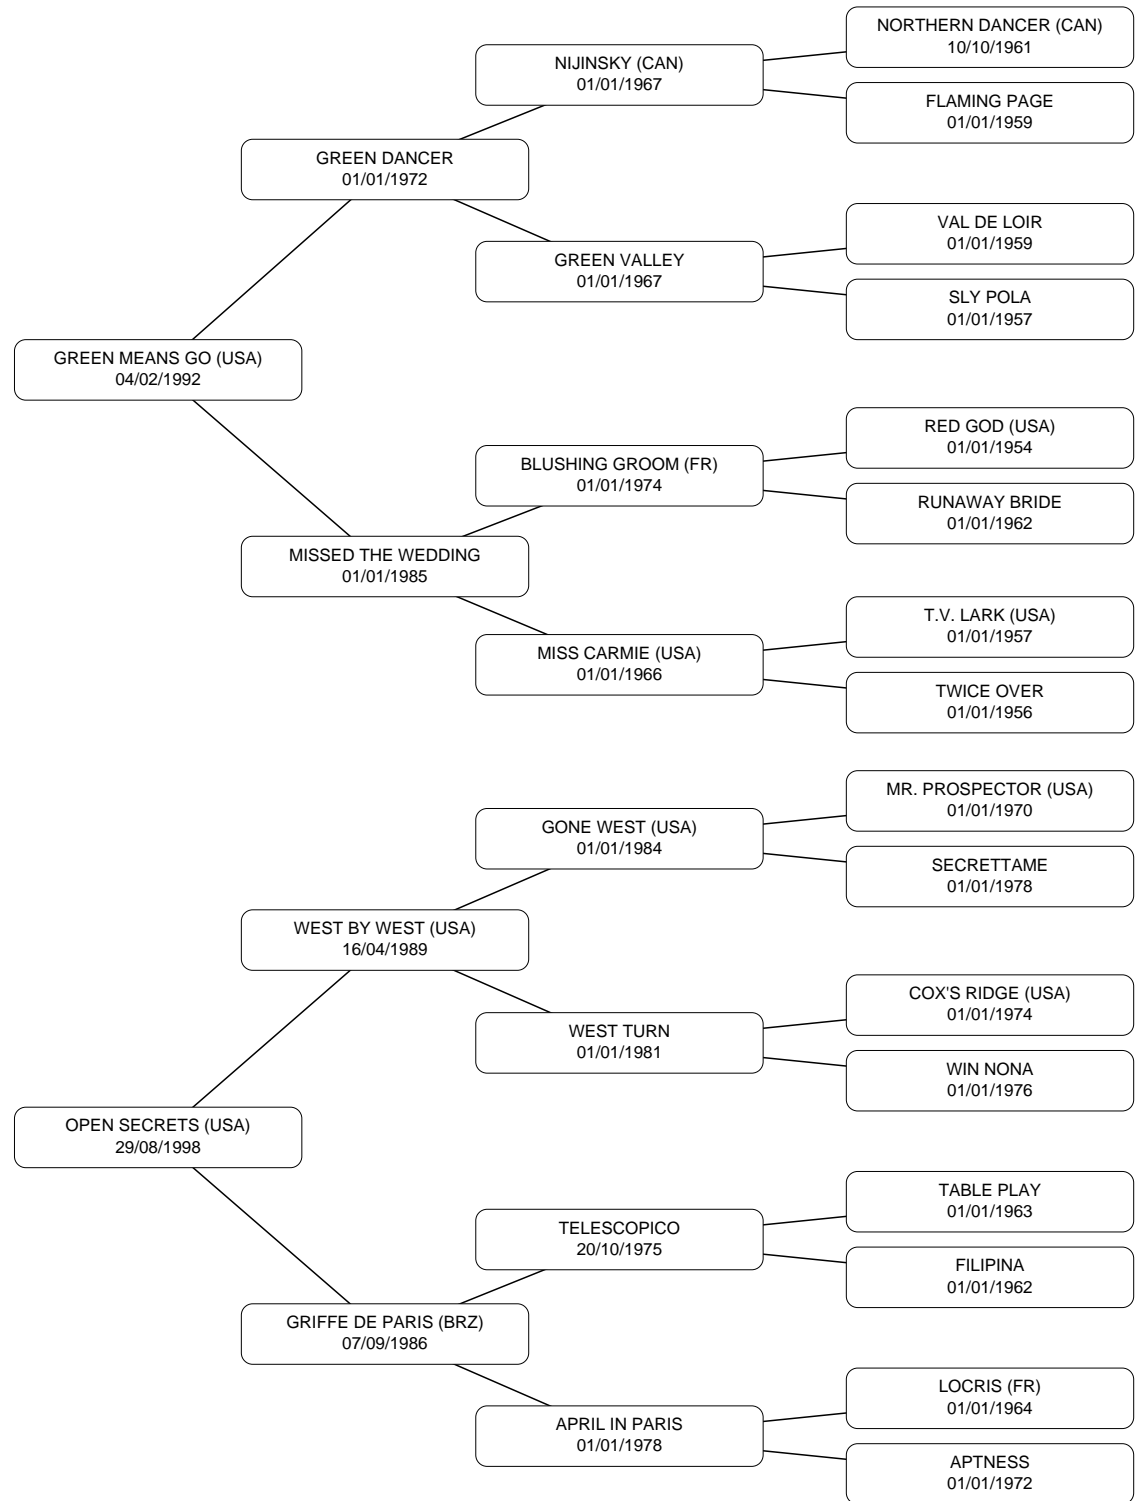 NORTHERN DANCER (CAN)
10/10/1961
NIJINSKY (CAN)
01/01/1967
FLAMING PAGE
01/01/1959
GREEN DANCER
01/01/1972
VAL DE LOIR
01/01/1959
GREEN VALLEY
01/01/1967
SLY POLA
01/01/1957
GREEN MEANS GO (USA)
04/02/1992
RED GOD (USA)
01/01/1954
BLUSHING GROOM (FR)
01/01/1974
RUNAWAY BRIDE
01/01/1962
MISSED THE WEDDING
01/01/1985
T.V. LARK (USA)
01/01/1957
MISS CARMIE (USA)
01/01/1966
TWICE OVER
01/01/1956
MR. PROSPECTOR (USA)
01/01/1970
GONE WEST (USA)
01/01/1984
SECRETTAME
01/01/1978
WEST BY WEST (USA)
16/04/1989
COX'S RIDGE (USA)
01/01/1974
WEST TURN
01/01/1981
WIN NONA
01/01/1976
OPEN SECRETS (USA)
29/08/1998
TABLE PLAY
01/01/1963
TELESCOPICO
20/10/1975
FILIPINA
01/01/1962
GRIFFE DE PARIS (BRZ)
07/09/1986
LOCRIS (FR)
01/01/1964
APRIL IN PARIS
01/01/1978
APTNESS
01/01/1972